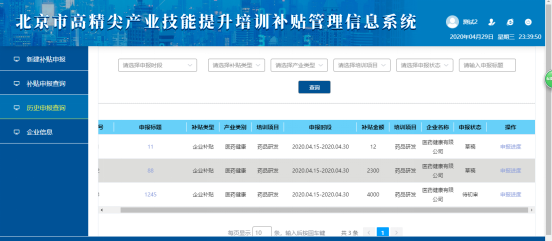 北京市高精尖产业技能提升培训补贴管理信息系统
测试2
2020年04月29日 星期三 23:39:50
新建补贴申报
补贴申报查询
历史申报查询
企业信息
请选择申报时段 请选择补贴类型 请选择产业类型 请选择培训项目 请选择申报状态 请输入申报标题
查询
号 申报标题 补贴类型 产业类别 培训项目 申报时段 补贴金额 培训项目 企业名称 申报状态 操作
11 企业补贴 医药健康 药品研发 2020.04.15-2020.04.30 12 药品研发 医药健康有限公司 草稿 申报进度
66 企业补贴 医药健康 药品研发 2020.04.15-2020.04.30 2300 药品研发 医药健康有限公司 草稿 申报进度
1245 企业补贴 医药健康 药品研发 2020.04.15-2020.04.30 4000 药品研发 医药健康有限公司 待初审 申报进度
每页显示 10 条，输入后按回车键 共 3 条 1